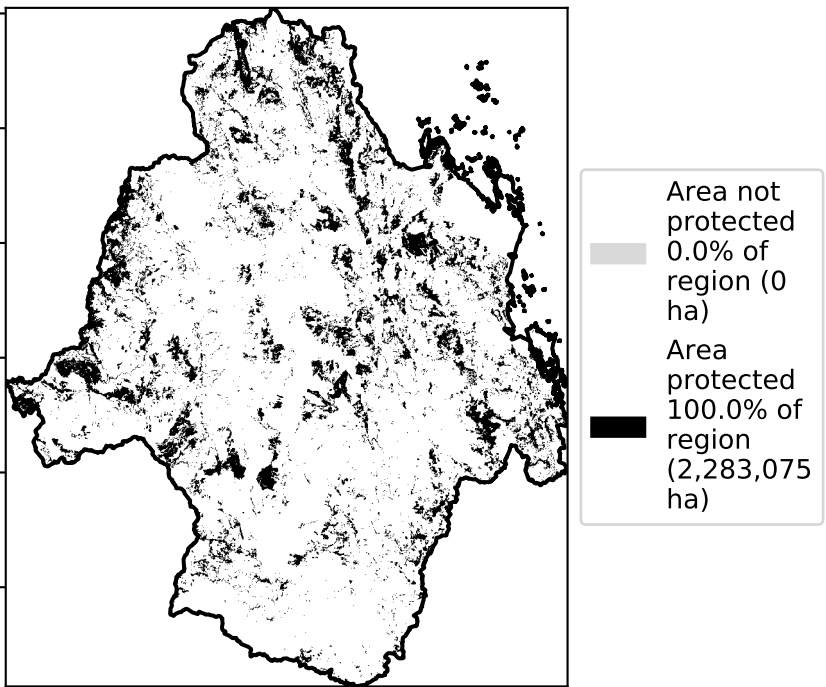 Area not
protected
0.0% of
region (0
ha)
Area
protected
100.0% of
region
(2,283,075
ha)